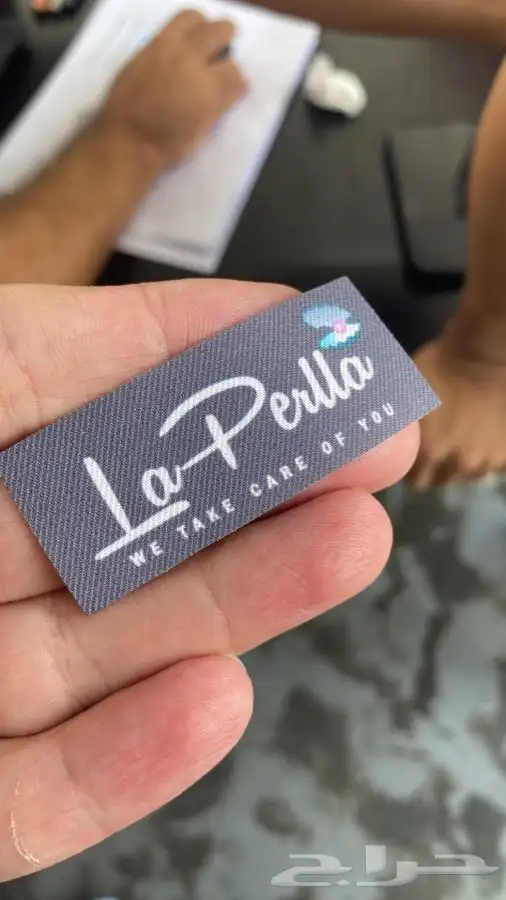 La Perlla
WE TAKE CARE OF YOU
حراج